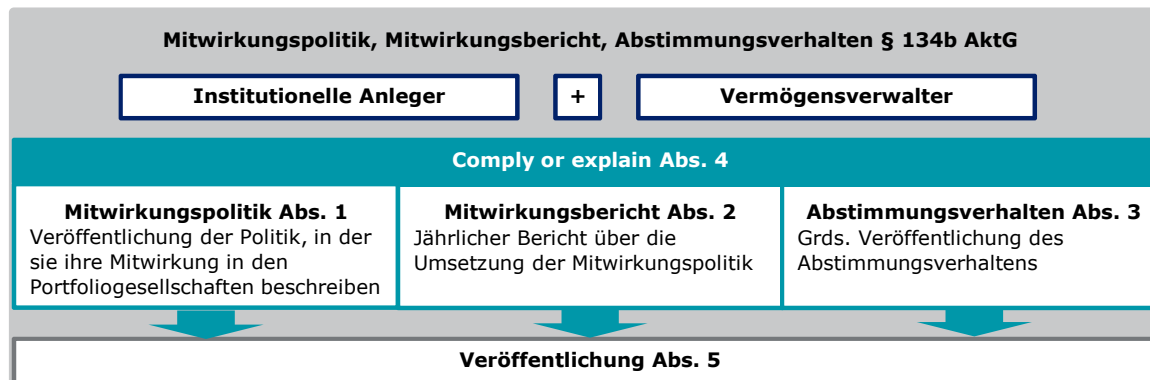 Mitwirkungspolitik, Mitwirkungsbericht, Abstimmungsverhalten § 134b AktG
Institutionelle Anleger
+
Vermögensverwalter
Comply or explain Abs. 4
Mitwirkungspolitik Abs. 1
Veröffentlichung der Politik, in der
sie ihre Mitwirkung in den
Portfoliogesellschaften beschreiben
Mitwirkungsbericht Abs. 2
Jährlicher Bericht über die
Umsetzung der Mitwirkungspolitik
Abstimmungsverhalten Abs. 3
Grds. Veröffentlichung des
Abstimmungsverhaltens
Veröffentlichung Abs. 5